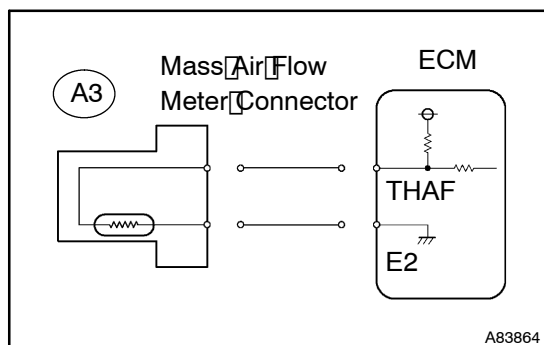 A3
Mass Air Flow
Meter Connector
ECM
THAF
E2
A83864